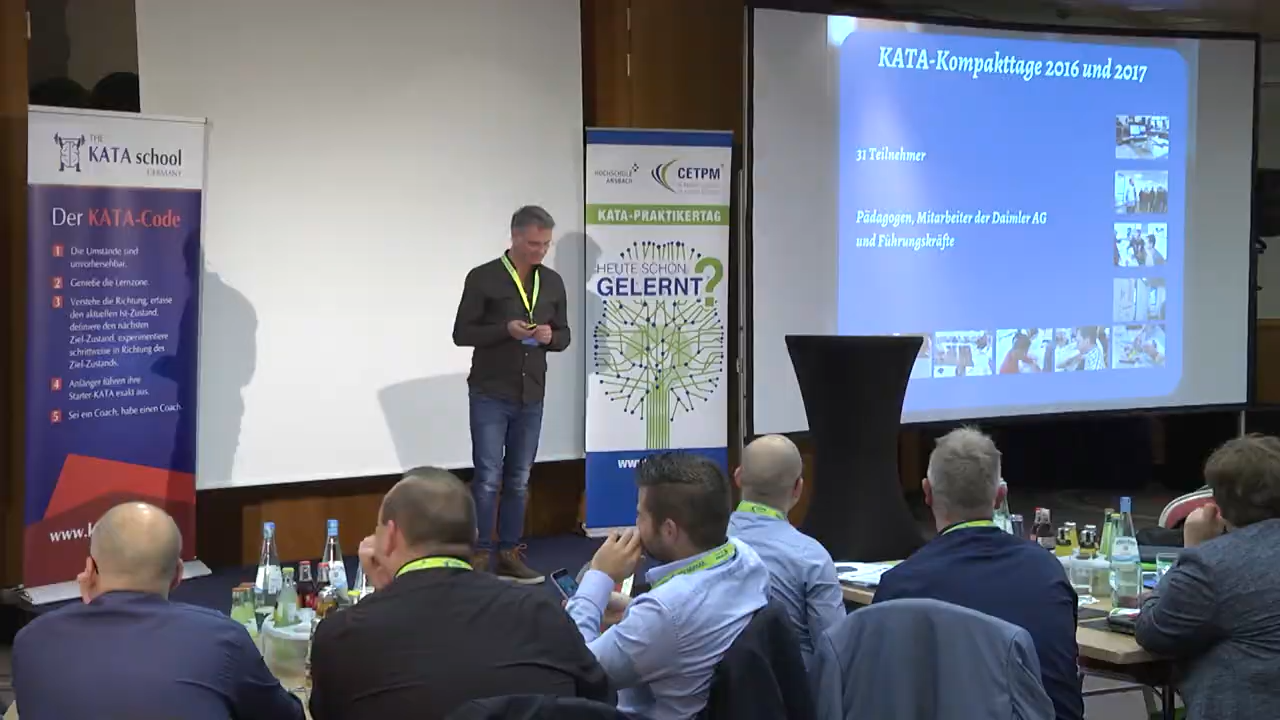 THE
KATA school
GERMANY
Der KATA-Code
1 Die Umstände sind
unvorhersehbar.
2 Genieße die Lernzone.
3 Verstehe die Richtung, erfasse
den aktuellen Ist-Zustand,
definiere den nächsten
Ziel-Zustand, experimentiere
schrittweise in Richtung des
Ziel-Zustands.
4 Anfänger führen ihre
Starter-KATA exakt aus.
5 Sei ein Coach, habe einen Coach.
www.k
HOCHSCHULE
ANSBACH
CETPM
KATA-PRAKTIKERTAG
HEUTE SCHON
GELERNT?
www.
KATA-Kompakttage 2016 und 2017
31 Teilnehmer
Pädagogen, Mitarbeiter der Daimler AG
und Führungskräfte